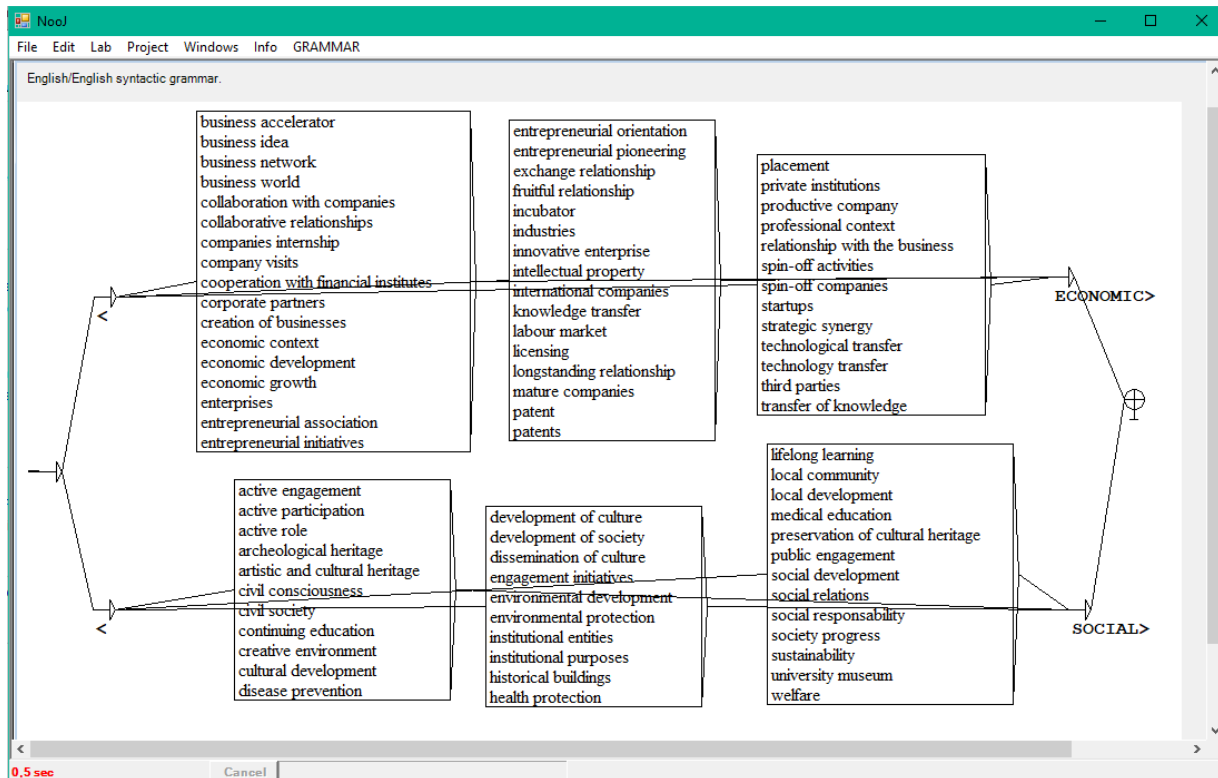 NooJ
File Edit Lab Project Windows Info GRAMMAR
English/English syntactic grammar.
business accelerator
business idea
business network
business world
collaboration with companies
collaborative relationships
companies internship
company visits
cooperation with financial institutes
corporate partners
creation of businesses
economic context
economic development
economic growth
enterprises
entrepreneurial association
entrepreneurial initiatives
entrepreneurial orientation
entrepreneurial pioneering
exchange relationship
fruitful relationship
incubator
industries
innovative enterprise
intellectual property
international companies
knowledge transfer
labour market
licensing
longstanding relationship
mature companies
patent
patents
placement
private institutions
productive company
professional context
relationship with the business
spin-off activities
spin-off companies
startups
strategic synergy
technological transfer
technology transfer
third parties
transfer of knowledge
<
ECONOMIC>
active engagement
active participation
active role
archeological heritage
artistic and cultural heritage
civil consciousness
civil society
continuing education
creative environment
cultural development
disease prevention
development of culture
development of society
dissemination of culture
engagement initiatives
environmental development
environmental protection
institutional entities
institutional purposes
historical buildings
health protection
lifelong learning
local community
local development
medical education
preservation of cultural heritage
public engagement
social development
social relations
social responsability
society progress
sustainability
university museum
welfare
<
SOCIAL>
0,5 sec
Cancel